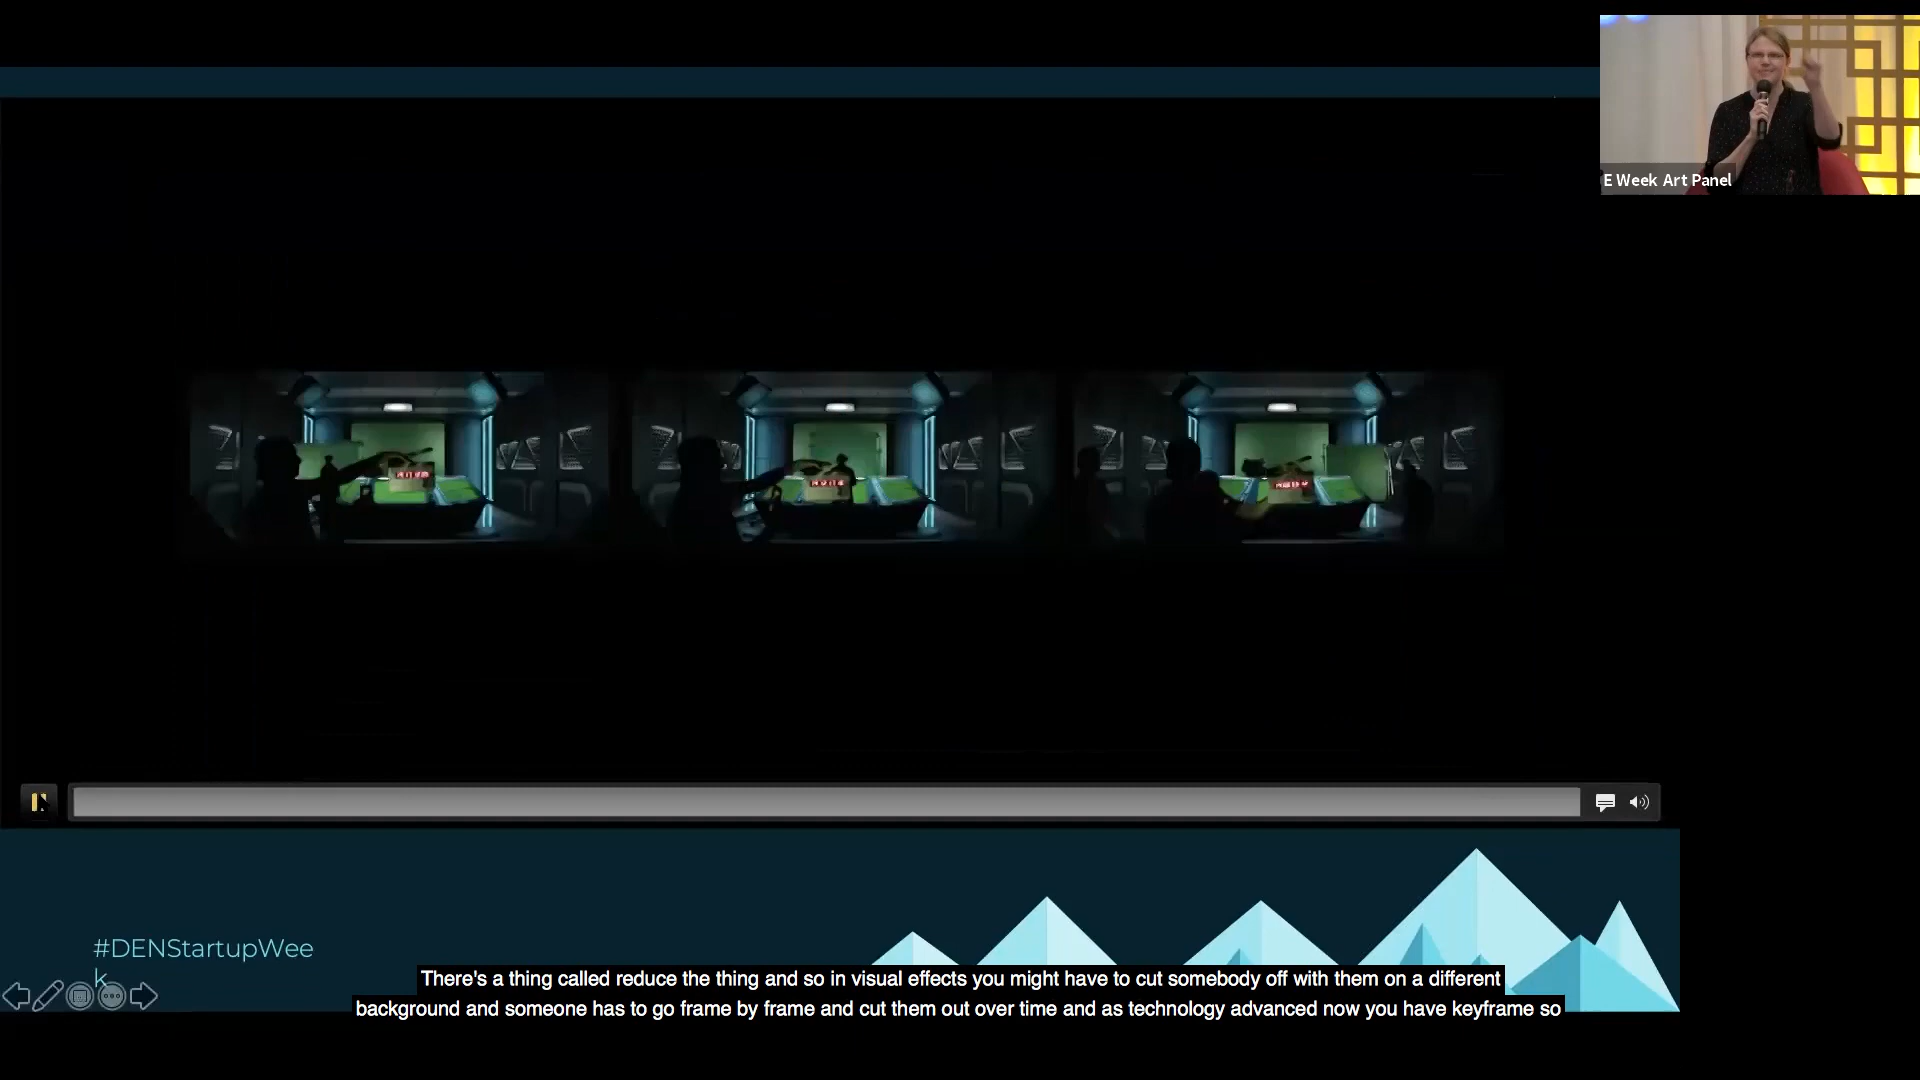 E Week Art Panel
#DENStartupWee
k
There's a thing called reduce the thing and so in visual effects you might have to cut somebody off with them on a different
background and someone has to go frame by frame and cut them out over time and as technology advanced now you have keyframe so